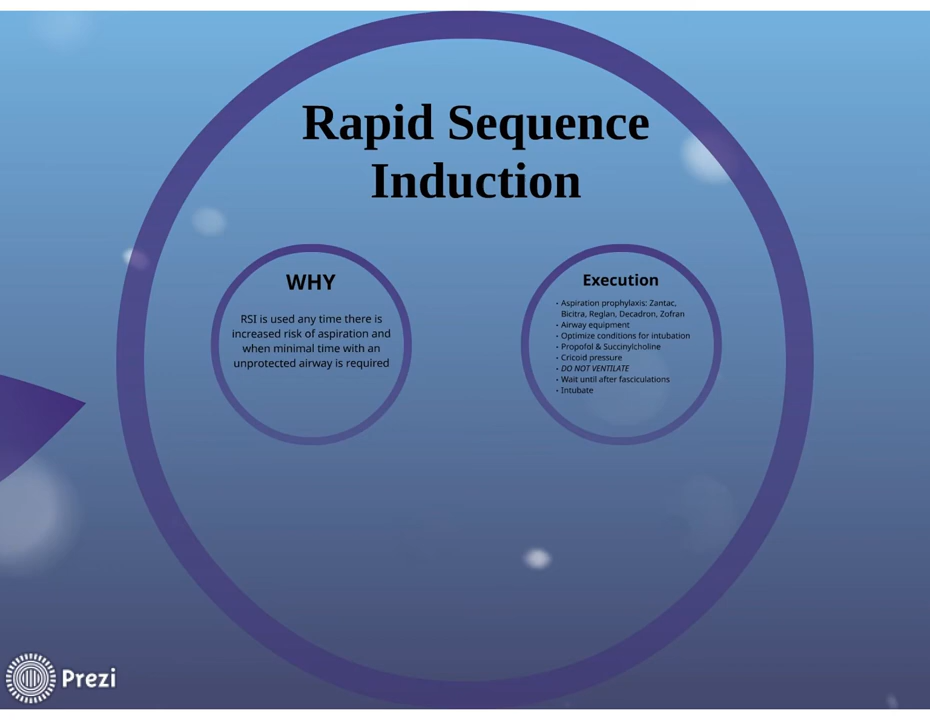 Rapid Sequence
Induction
WHY
RSI is used any time there is
increased risk of aspiration and
when minimal time with an
unprotected airway is required
Execution
· Aspiration prophylaxis: Zantac,
Bicitra, Reglan, Decadron, Zofran
· Airway equipment
· Optimize conditions for intubation
· Propofol & Succinylcholine
· Cricoid pressure
· DO NOT VENTILATE
· Wait until after fasciculations
· Intubate
Prezi